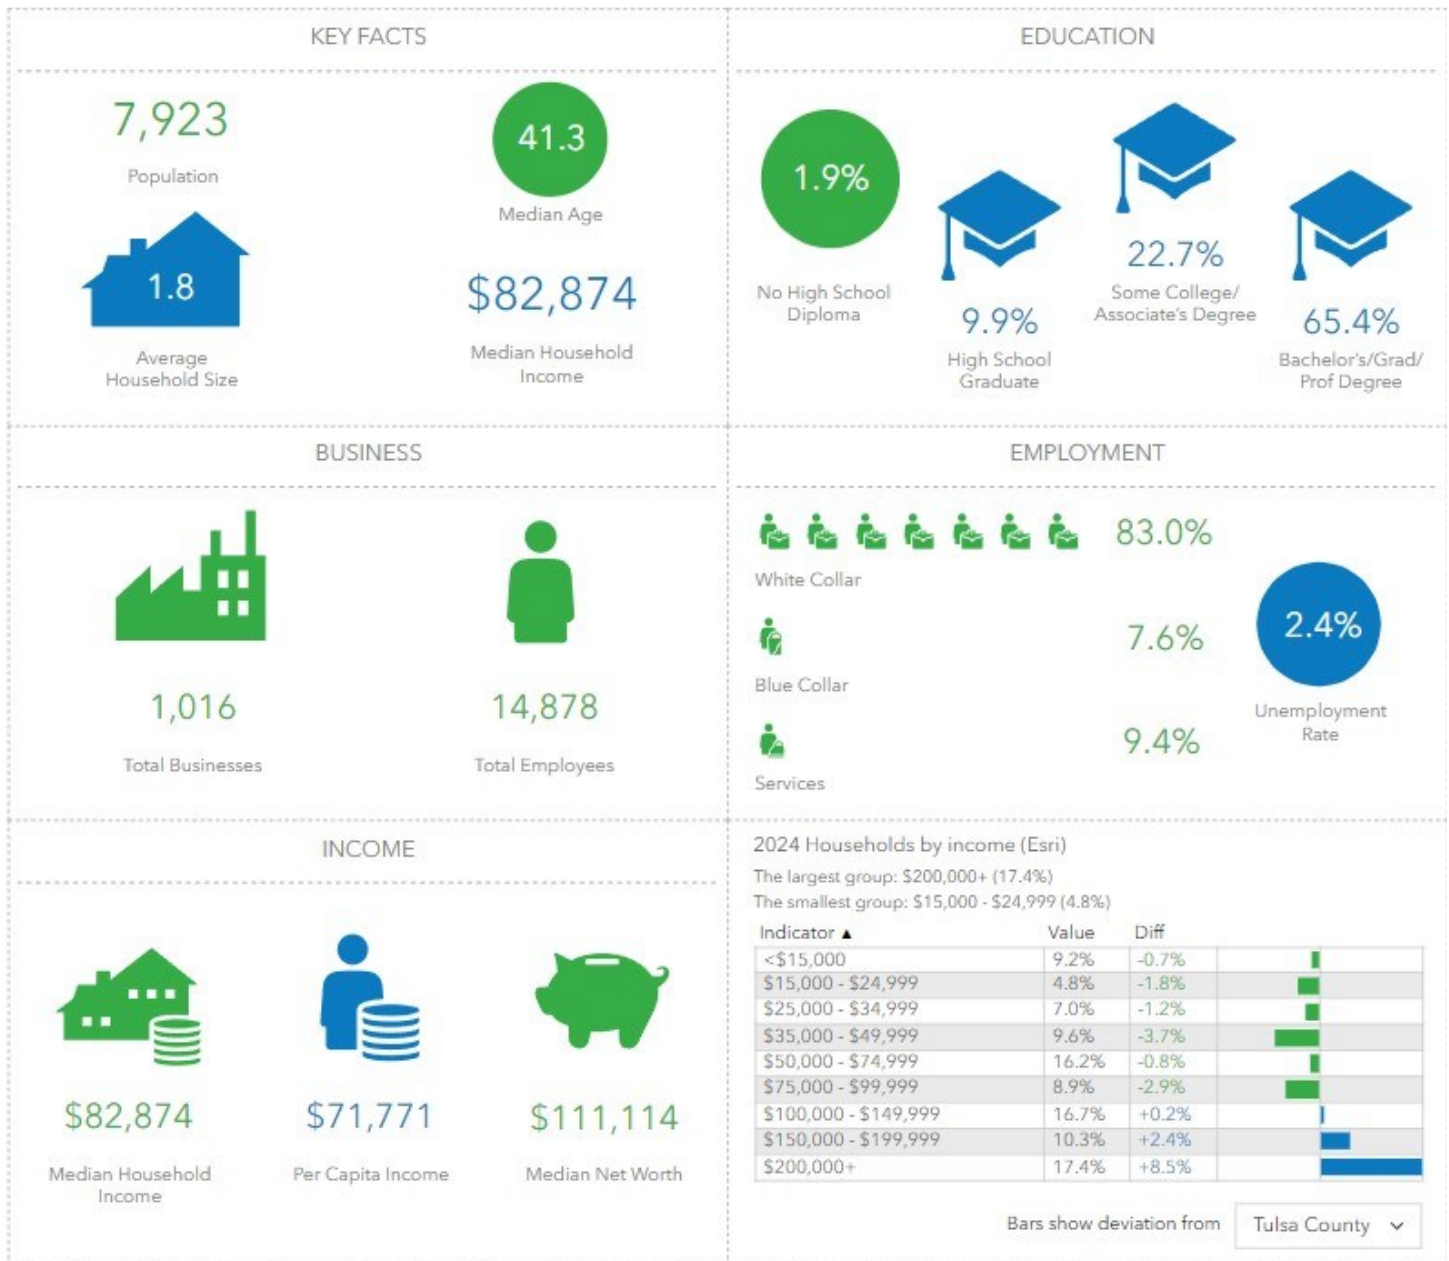 KEY FACTS
7,923
Population
41.3
Median Age
1.8
Average
Household Size
$82,874
Median Household
Income
EDUCATION
1.9%
No High School
Diploma
9.9%
High School
Graduate
22.7%
Some College/
Associate's Degree
65.4%
Bachelor's/Grad/
Prof Degree
BUSINESS
1,016
Total Businesses
14,878
Total Employees
EMPLOYMENT
83.0%
White Collar
7.6%
Blue Collar
9.4%
Services
2.4%
Unemployment
Rate
INCOME
$82,874
Median Household
Income
$71,771
Per Capita Income
$111,114
Median Net Worth
2024 Households by income (Esri)
The largest group: $200,000+ (17.4%)
The smallest group: $15,000 - $24,999 (4.8%)
Indicator ▲ Value Diff
<$15,000 9.2% -0.7%
$15,000 - $24,999 4.8% -1.8%
$25,000 - $34,999 7.0% -1.2%
$35,000 - $49,999 9.6% -3.7%
$50,000 - $74,999 16.2% -0.8%
$75,000 - $99,999 8.9% -2.9%
$100,000 - $149,999 16.7% +0.2%
$150,000 - $199,999 10.3% +2.4%
$200,000+ 17.4% +8.5%
Bars show deviation from Tulsa County